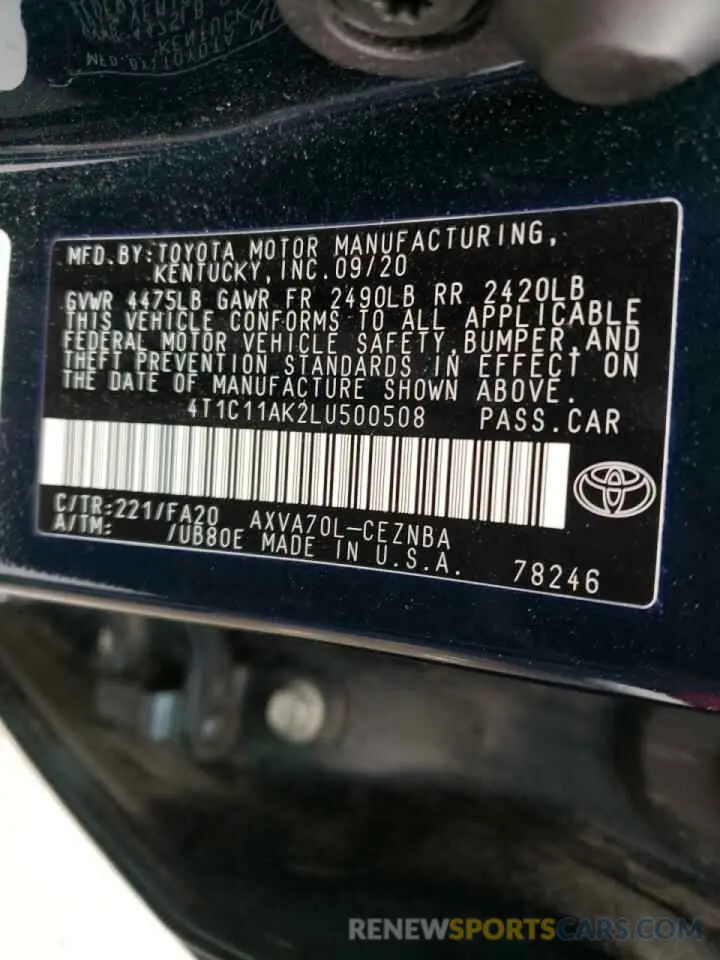 MFD.BY:TOYOTA MOTOR MANUFACTURING,
KENTUCKY,INC.09/20
GVWR 4475LB GAWR FR 2490LB RR 2420LB
THIS VEHICLE CONFORMS TO ALL APPLICABLE
FEDERAL MOTOR VEHICLE SAFETY,BUMPER,AND
THEFT PREVENTION STANDARDS IN EFFECT ON
THE DATE OF MANUFACTURE SHOWN ABOVE.
4T1C11AK2LU500508 PASS.CAR
C/TR:221/FA20 AXVA70L-CEZNBA
A/TM: /UB80E MADE IN U.S.A. 78246
RENEWSPORTSCARS.COM